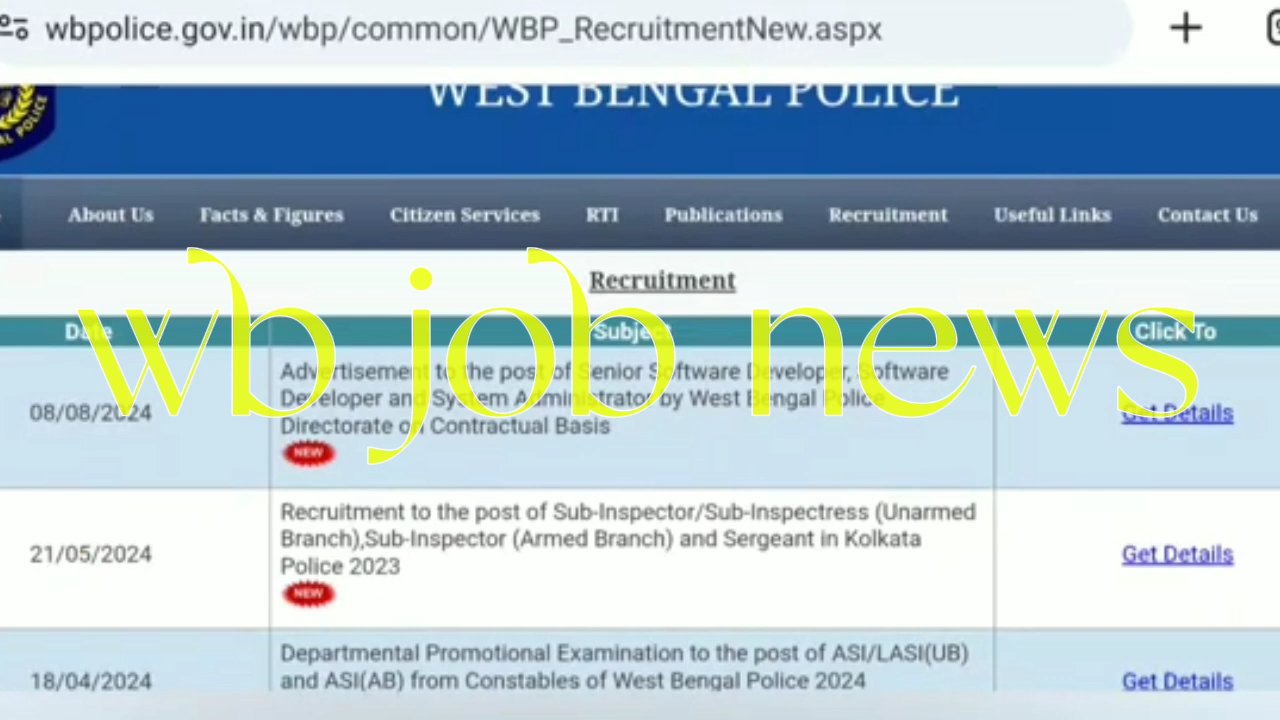 wbpolice.gov.in/wbp/common/WBP_RecruitmentNew.aspx
WEST BENGAL POLICE
AL POLICE
About Us Facts & Figures Citizen Services RTI Publications Recruitment Useful Links Contact Us
Recruitment
wb job news
Date Subject Click To
08/08/2024
Advertisement to the post of Senior Software Developer, Software
Developer and System Administrator by West Bengal Police
Directorate on Contractual Basis
NEW
Get Details
21/05/2024
Recruitment to the post of Sub-Inspector/Sub-Inspectress (Unarmed
Branch),Sub-Inspector (Armed Branch) and Sergeant in Kolkata
Police 2023
NEW
Get Details
18/04/2024
Departmental Promotional Examination to the post of ASI/LASI(UB)
and ASI(AB) from Constables of West Bengal Police 2024
Get Details